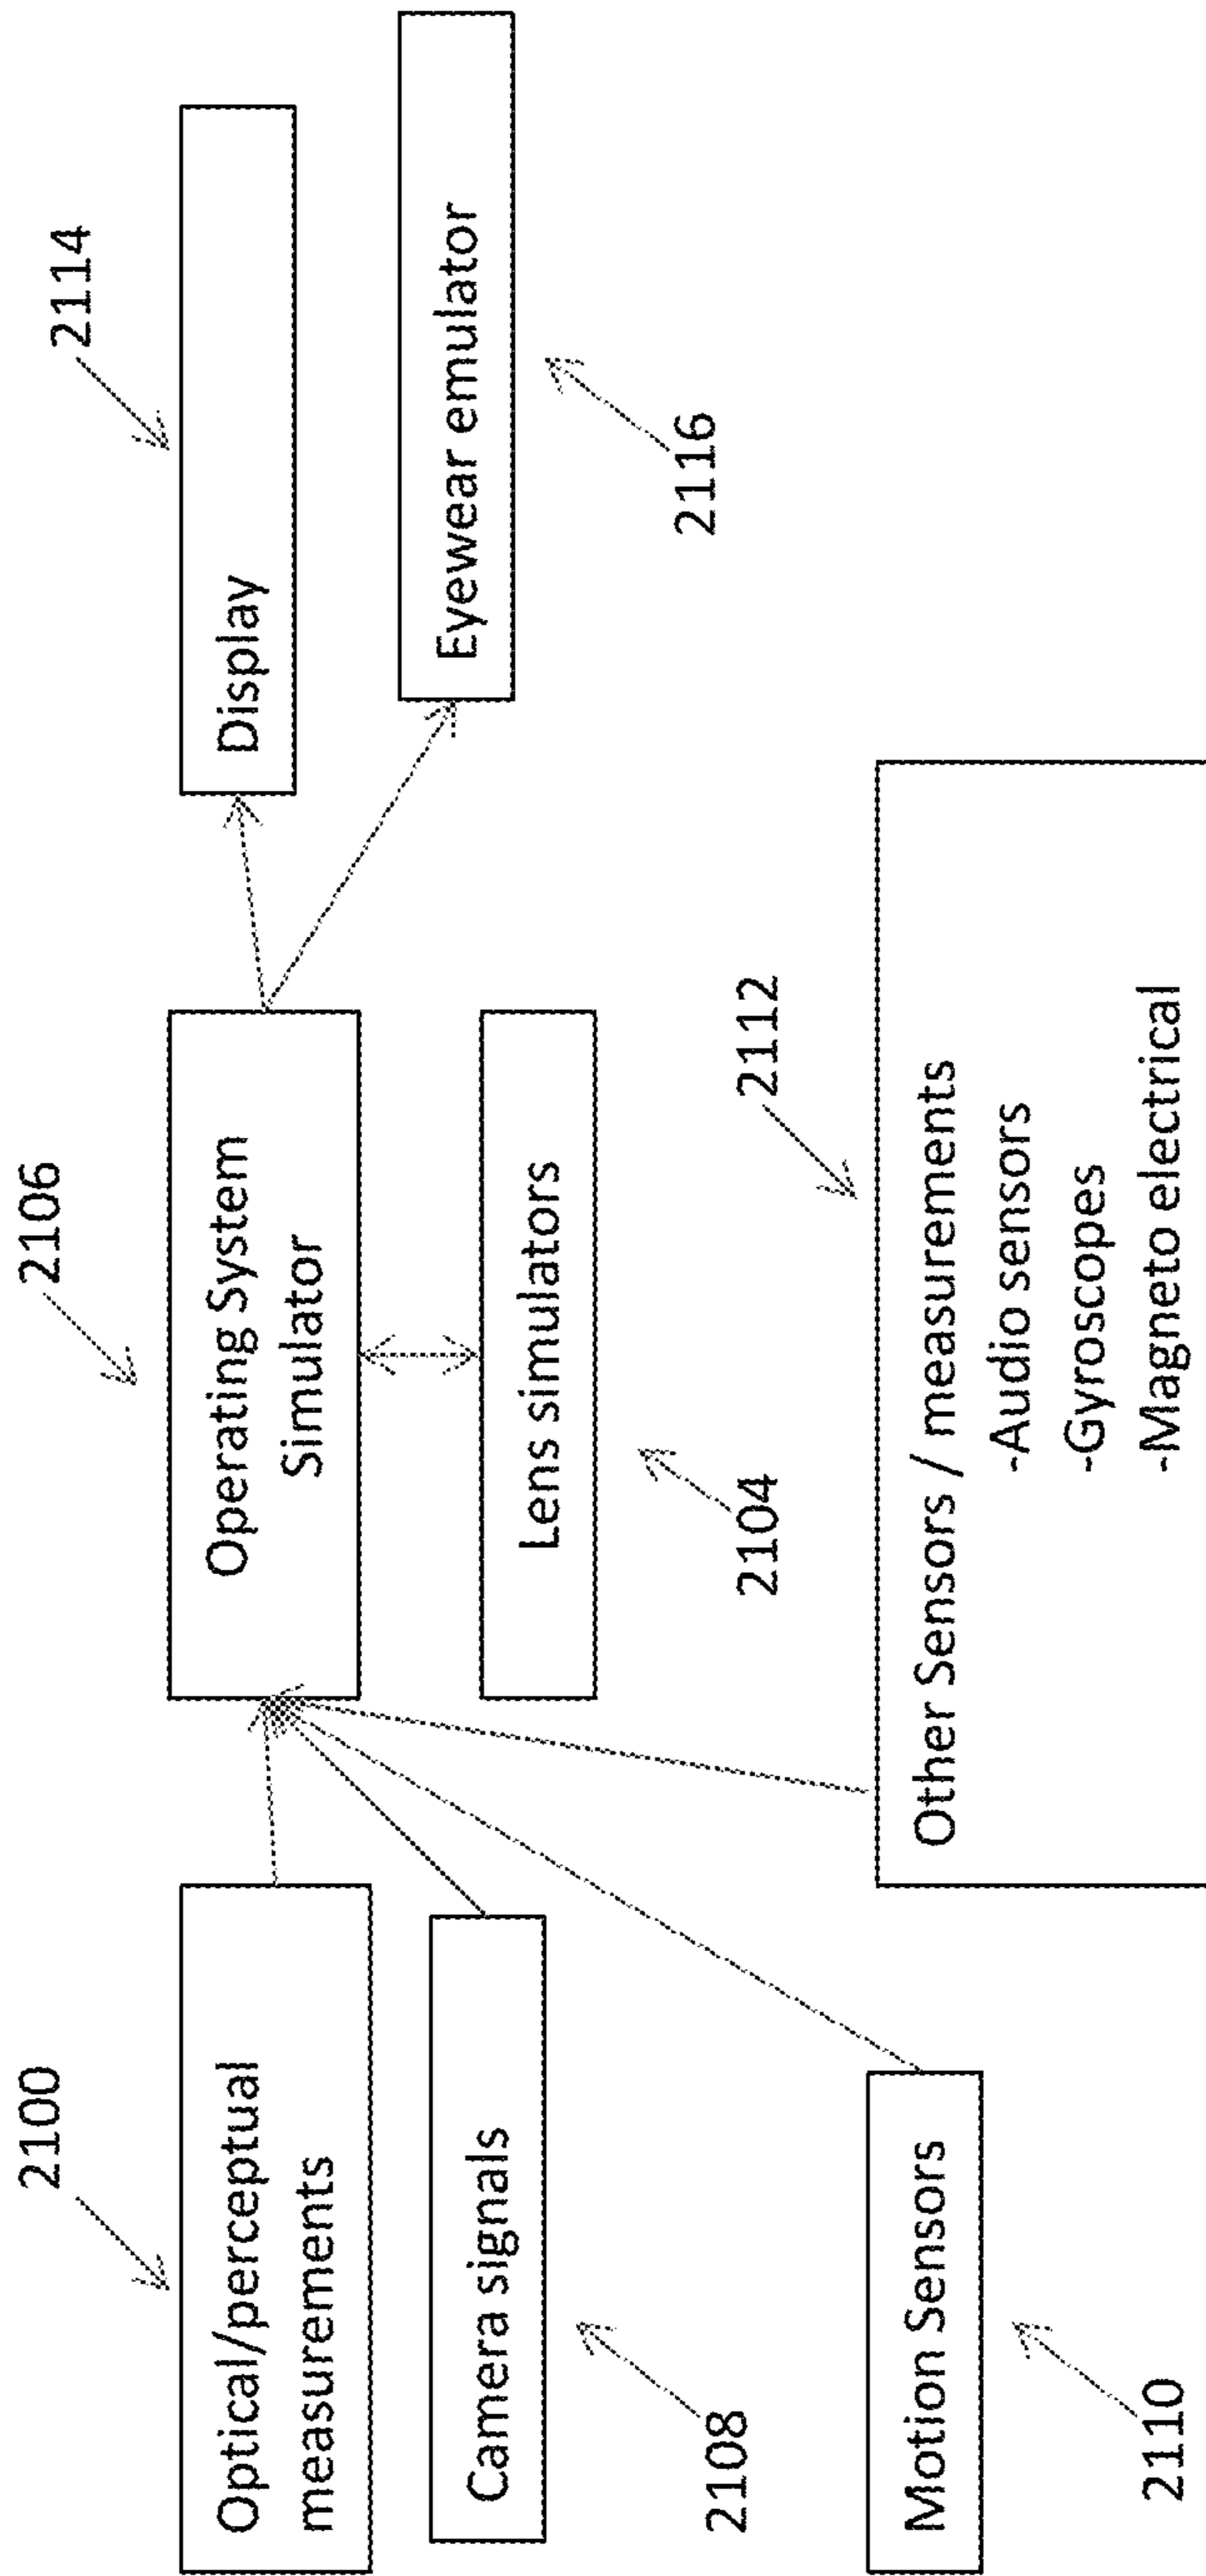 2100
Optical/perceptual
measurements
Camera signals
2108
Motion Sensors
2110
2106
Operating System
Simulator
Lens simulators
2104
2112
Other Sensors / measurements
-Audio sensors
-Gyroscopes
-Magneto electrical
2114
Display
Eyewear emulator
2116